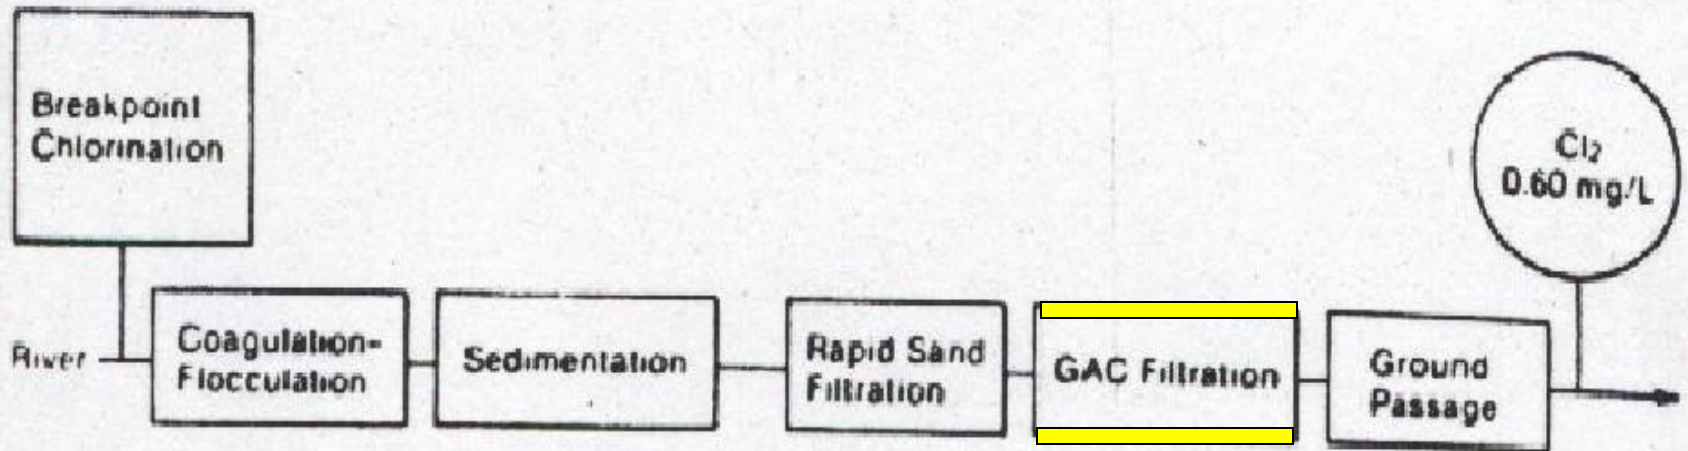 Breakpoint
Chlorination
Cl2
0.60 mg/L
River
Coagulation-
Flocculation
Sedimentation
Rapid Sand
Filtration
GAC Filtration
Ground
Passage